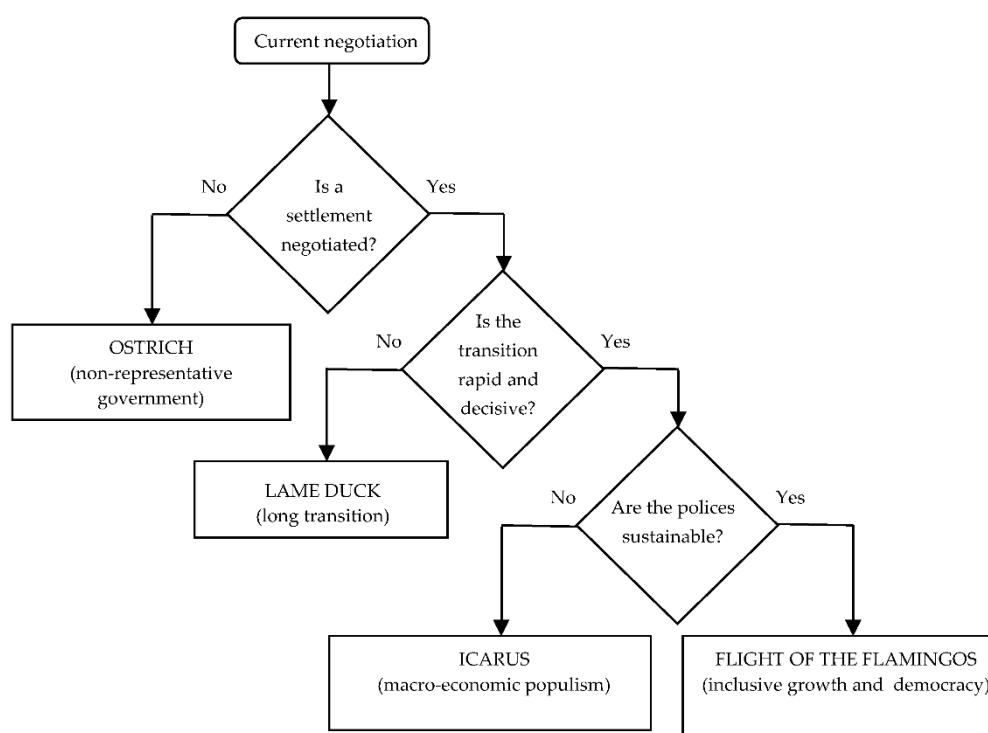 Current negotiation
No
Is a
settlement
negotiated?
Yes
OSTRICH
(non-representative
government)
No
Is the
transition
rapid and
decisive?
Yes
LAME DUCK
(long transition)
No
Are the polices
sustainable?
Yes
ICARUS
(macro-economic populism)
FLIGHT OF THE FLAMINGOS
(inclusive growth and democracy)